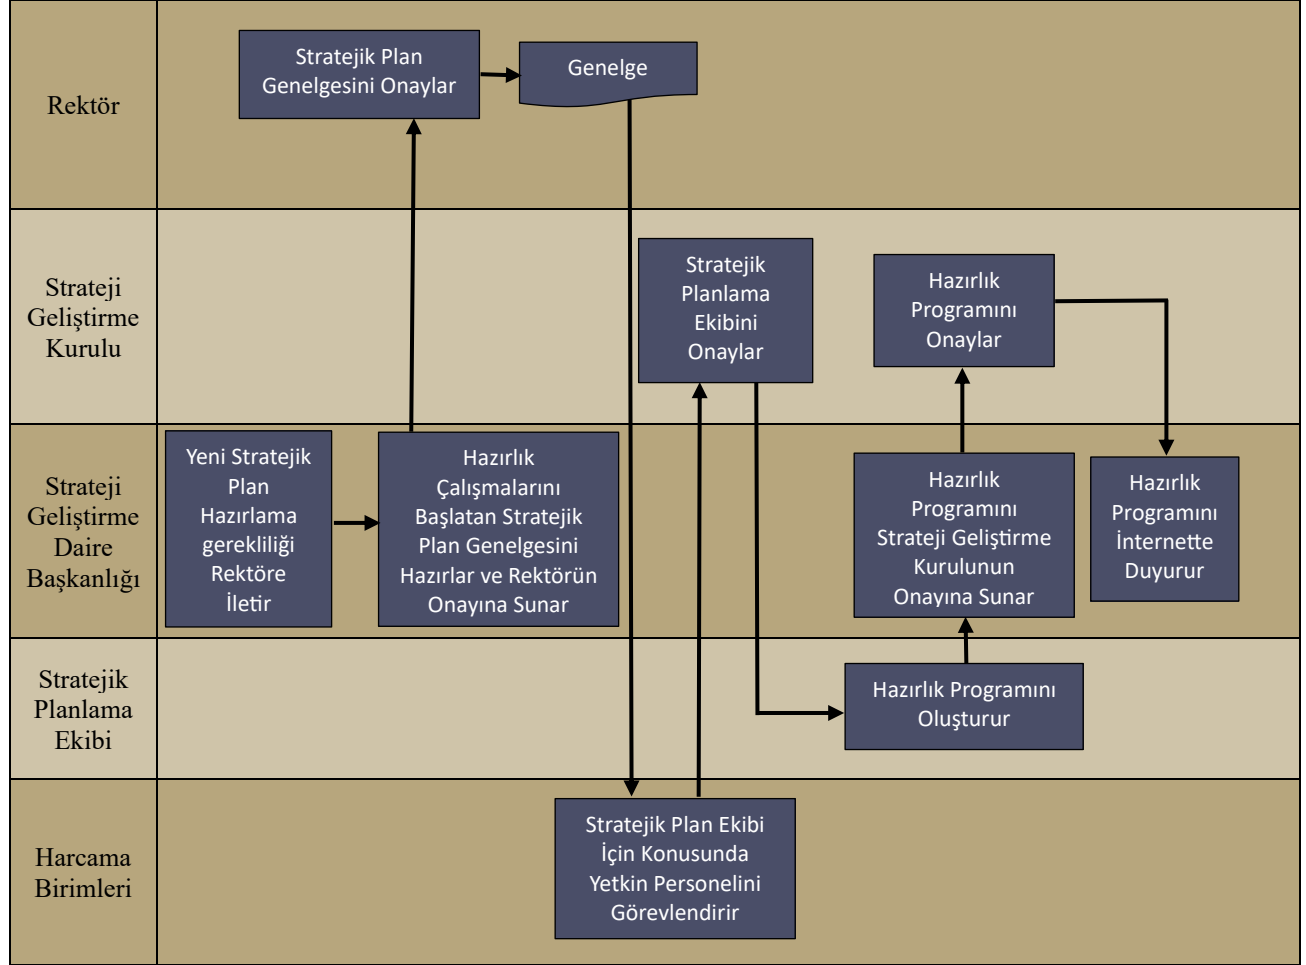 Rektör
Stratejik Plan
Genelgesini Onaylar
Genelge
Strateji
Geliştirme
Kurulu
Stratejik
Planlama
Ekibini
Onaylar
Hazırlık
Programını
Onaylar
Strateji
Geliştirme
Daire
Başkanlığı
Yeni Stratejik
Plan
Hazırlama
gerekliliği
Rektöre
İletir
Hazırlık
Çalışmalarını
Başlatan Stratejik
Plan Genelgesini
Hazırlar ve Rektörün
Onayına Sunar
Hazırlık
Programını
Strateji Geliştirme
Kurulunun
Onayına Sunar
Hazırlık
Programını
İnternette
Duyurur
Stratejik
Planlama
Ekibi
Hazırlık Programını
Oluşturur
Harcama
Birimleri
Stratejik Plan Ekibi
İçin Konusunda
Yetkin Personelini
Görevlendirir